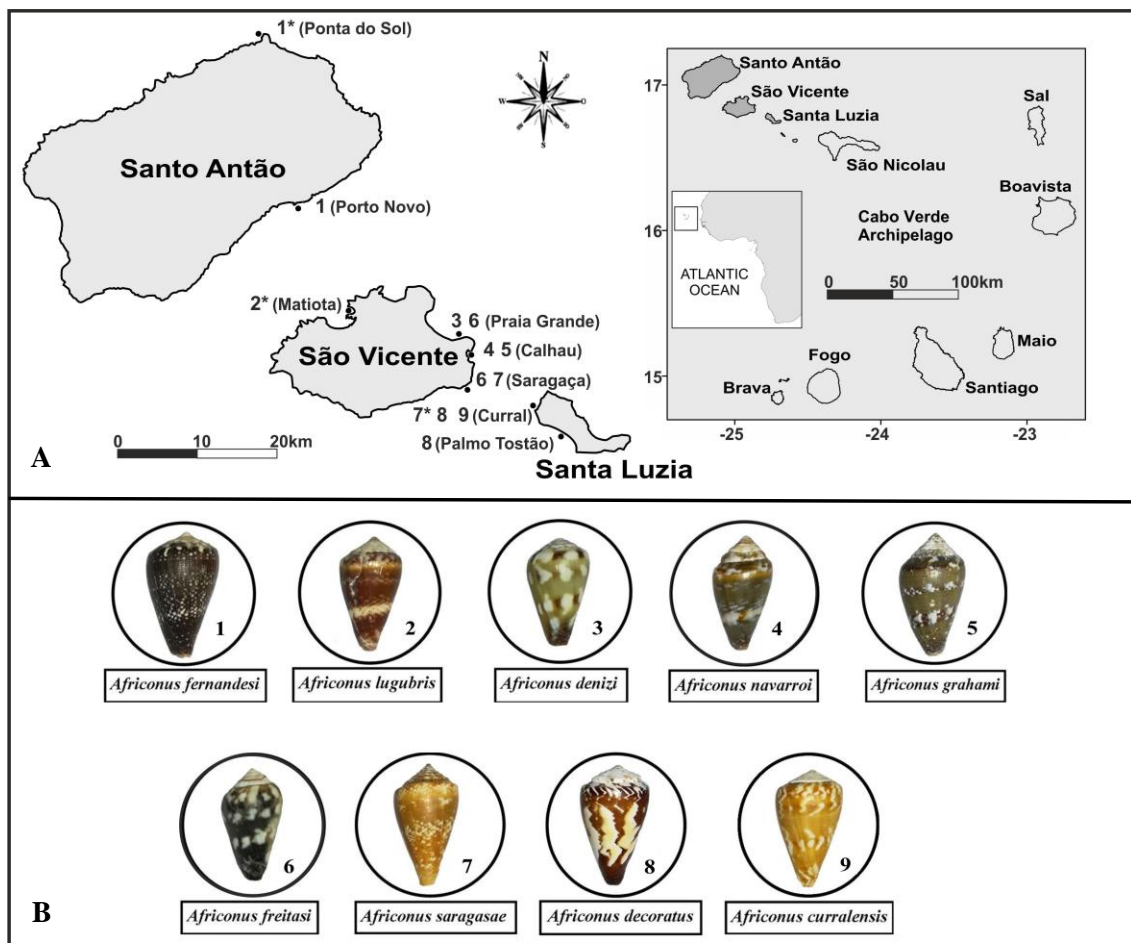 1* (Ponta do Sol)
Santo Antão
1 (Porto Novo)
N
W
O
S
2* (Matiota)
3 6 (Praia Grande)
São Vicente
4 5 (Calhau)
6 7 (Saragaça)
7* 8 9 (Curral)
8 (Palmo Tostão)
Santa Luzia
0 10 20km
A
17
16
15
-25 -24 -23
Santo Antão
São Vicente
Santa Luzia
São Nicolau
Sal
Boavista
Cabo Verde
Archipelago
ATLANTIC
OCEAN
0 50 100km
Maio
Fogo
Santiago
Brava
1
2
3
4
5
Africonus fernandesi
Africonus lugubris
Africonus denizi
Africonus navarroi
Africonus grahami
6
7
8
9
B
Africonus freitasi
Africonus saragasae
Africonus decoratus
Africonus curralensis